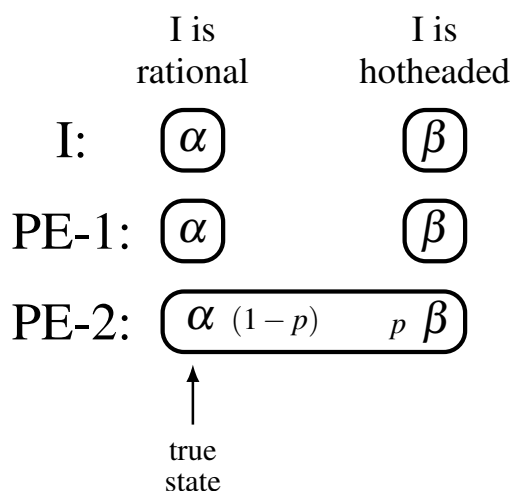 I is
rational
I is
hotheaded
I: α β
PE-1: α β
PE-2: α (1 − p) p β
true
state